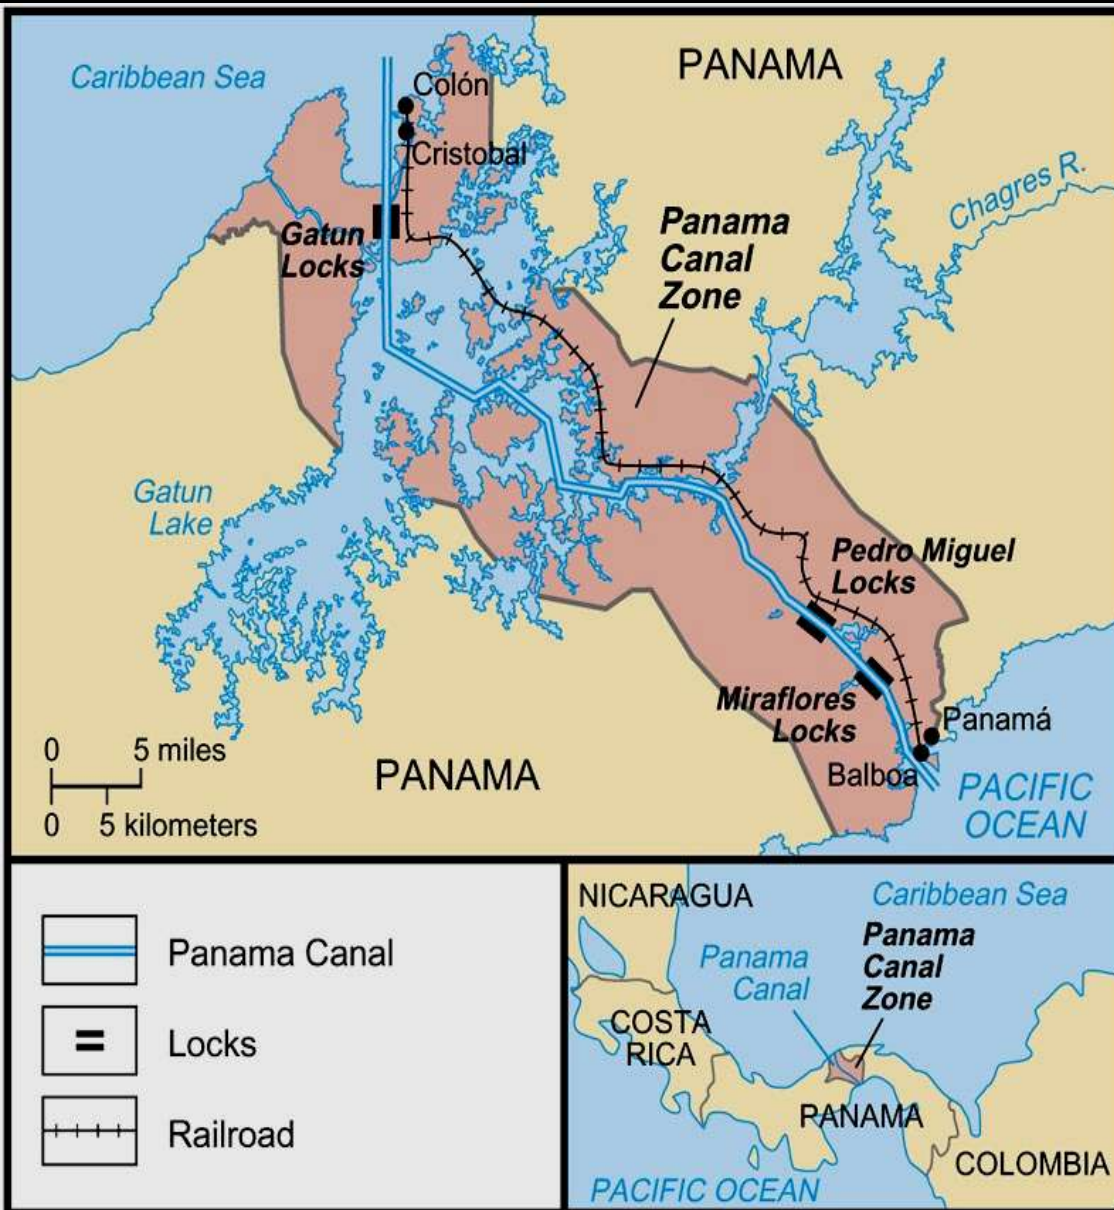 Caribbean Sea
PANAMA
Colón
Cristobal
Chagres R.
Gatun
Locks
Panama
Canal
Zone
Gatun
Lake
Pedro Miguel
Locks
Miraflores
Locks
Panamá
Balboa
PACIFIC
OCEAN
PANAMA
0 5 miles
0 5 kilometers
Panama Canal
Locks
Railroad
NICARAGUA
Caribbean Sea
Panama
Canal
Panama
Canal
Zone
COSTA
RICA
PANAMA
COLOMBIA
PACIFIC OCEAN